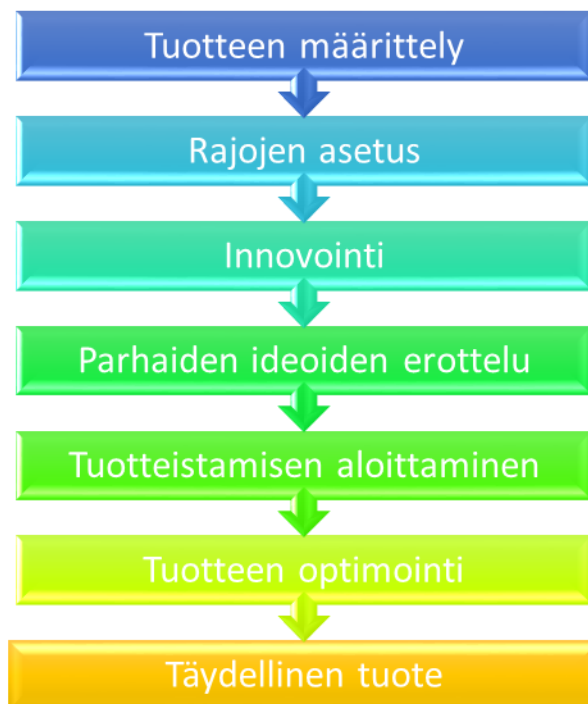 Tuotteen määrittely
Rajojen asetus
Innovointi
Parhaiden ideoiden erottelu
Tuotteistamisen aloittaminen
Tuotteen optimointi
Täydellinen tuote